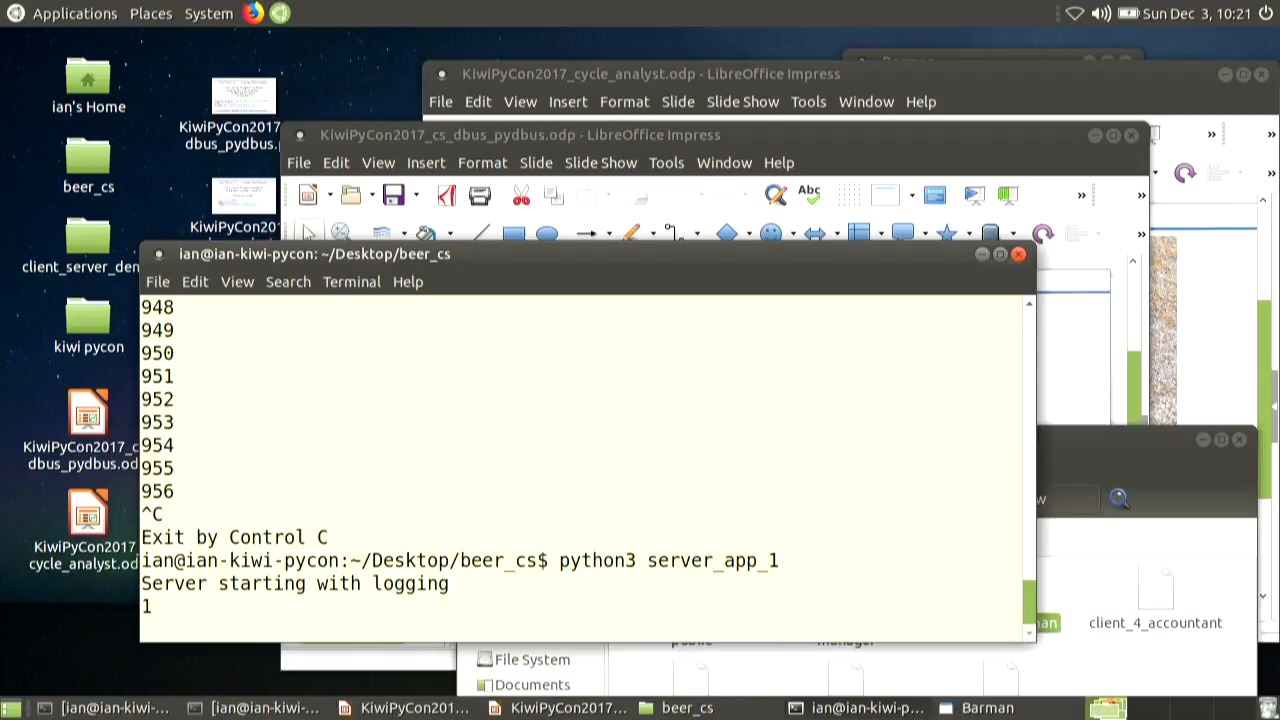 Applications Places System Sun Dec 3, 10:21
ian's Home
KiwiPyCon2017
dbus_pydbus.
beer_cs
KiwiPyCon20
client_server_den
kiwi pycon
KiwiPyCon2017_c
dbus_pydbus.od
KiwiPyCon2017_
cycle_analyst.od
KiwiPyCon2017_cycle_analyst.odp - LibreOffice Impress
File Edit Insert Format Slide Slide Show Tools Window Help
KiwiPyCon2017_cs_dbus_pydbus.odp - LibreOffice Impress
File Edit View Insert Format Slide Slide Show Tools Window Help
Abc
ian@ian-kiwi-pycon: ~/Desktop/beer_cs
File Edit View Search Terminal Help
948
949
950
951
952
953
954
955
956
^C
Exit by Control C
ian@ian-kiwi-pycon:~/Desktop/beer_cs$ python3 server_app_1
Server starting with logging
1
client_4_accountant
File System
Documents
[ian@ian-kiwi-... [ian@ian-kiwi-... KiwiPyCon201... KiwiPyCon2017... beer_cs ian@ian-kiwi-p... Barman